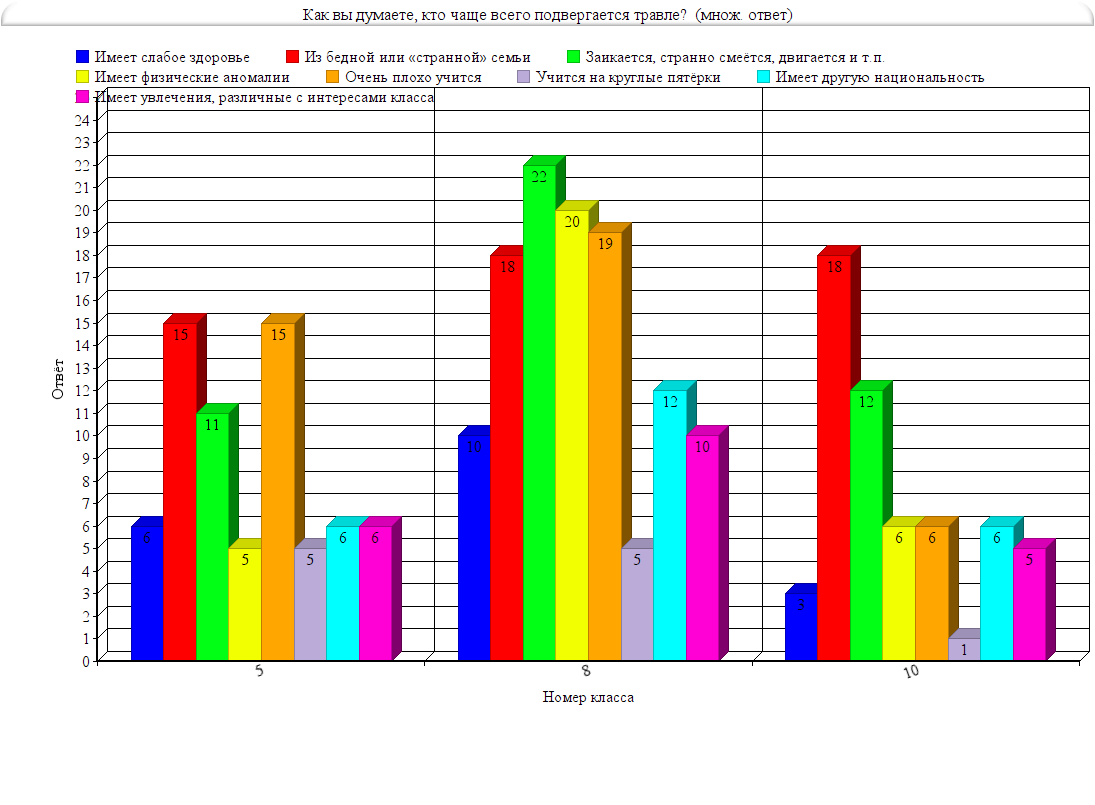 Как вы думаете, кто чаще всего подвергается травле? (множ. ответ)
Имеет слабое здоровье Из бедной или «странной» семьи Заикается, странно смеётся, двигается и т.п.
Имеет физические аномалии Очень плохо учится Учится на круглые пятёрки Имеет другую национальность
Имеет увлечения, различные с интересами класса
24
23
22
21
20
19
18
17
16
15
14
13
12
11
10
9
8
7
6
5
4
3
2
1
0
Ответ
6 15 11 5 15 5 6 6
10 18 22 20 19 5 12 10
3 18 12 6 6 1 6 5
5 8 10
Номер класса